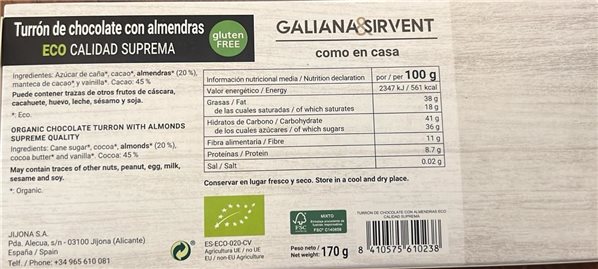 Turrón de chocolate con almendras
ECO CALIDAD SUPREMA
gluten
FREE
GALIANA&SIRVENT
como en casa
Ingredientes: Azúcar de caña*, cacao*, almendras* (20 %),
manteca de cacao* y vainilla*. Cacao: 45 %
Puede contener trazas de otros frutos de cáscara,
cacahuete, huevo, leche, sésamo y soja.
*: Eco.
ORGANIC CHOCOLATE TURRON WITH ALMONDS
SUPREME QUALITY
Ingredients: Cane sugar*, cocoa*, almonds* (20 %),
cocoa butter* and vanilla*. Cocoa: 45 %
May contain traces of other nuts, peanut, egg, milk,
sesame and soy.
*: Organic.
JIJONA S.A.
Pda. Alecua, s/n - 03100 Jijona (Alicante)
España / Spain
Telf. / Phone: +34 965 610 081
Información nutricional media / Nutrition declaration por / per 100 g
Valor energético / Energy 2347 kJ / 561 kcal
Grasas / Fat 38 g
de las cuales saturadas / of which saturates 18 g
Hidratos de Carbono / Carbohydrate 41 g
de los cuales azúcares / of which sugars 36 g
Fibra alimentaria / Fibre 11 g
Proteínas / Protein 8.7 g
Sal / Salt 0.02 g
Conservar en lugar fresco y seco. Store in a cool and dry place.
ES-ECO-020-CV
Agricultura UE / no UE
EU / non-EU Agriculture
FSC
MIXTO
FSC® C140858
Peso neto /
Net weight: 170 g
TURRON DE CHOCOLATE CON ALMENDRAS ECO
CALIDAD SUPREMA
8 410575 610238